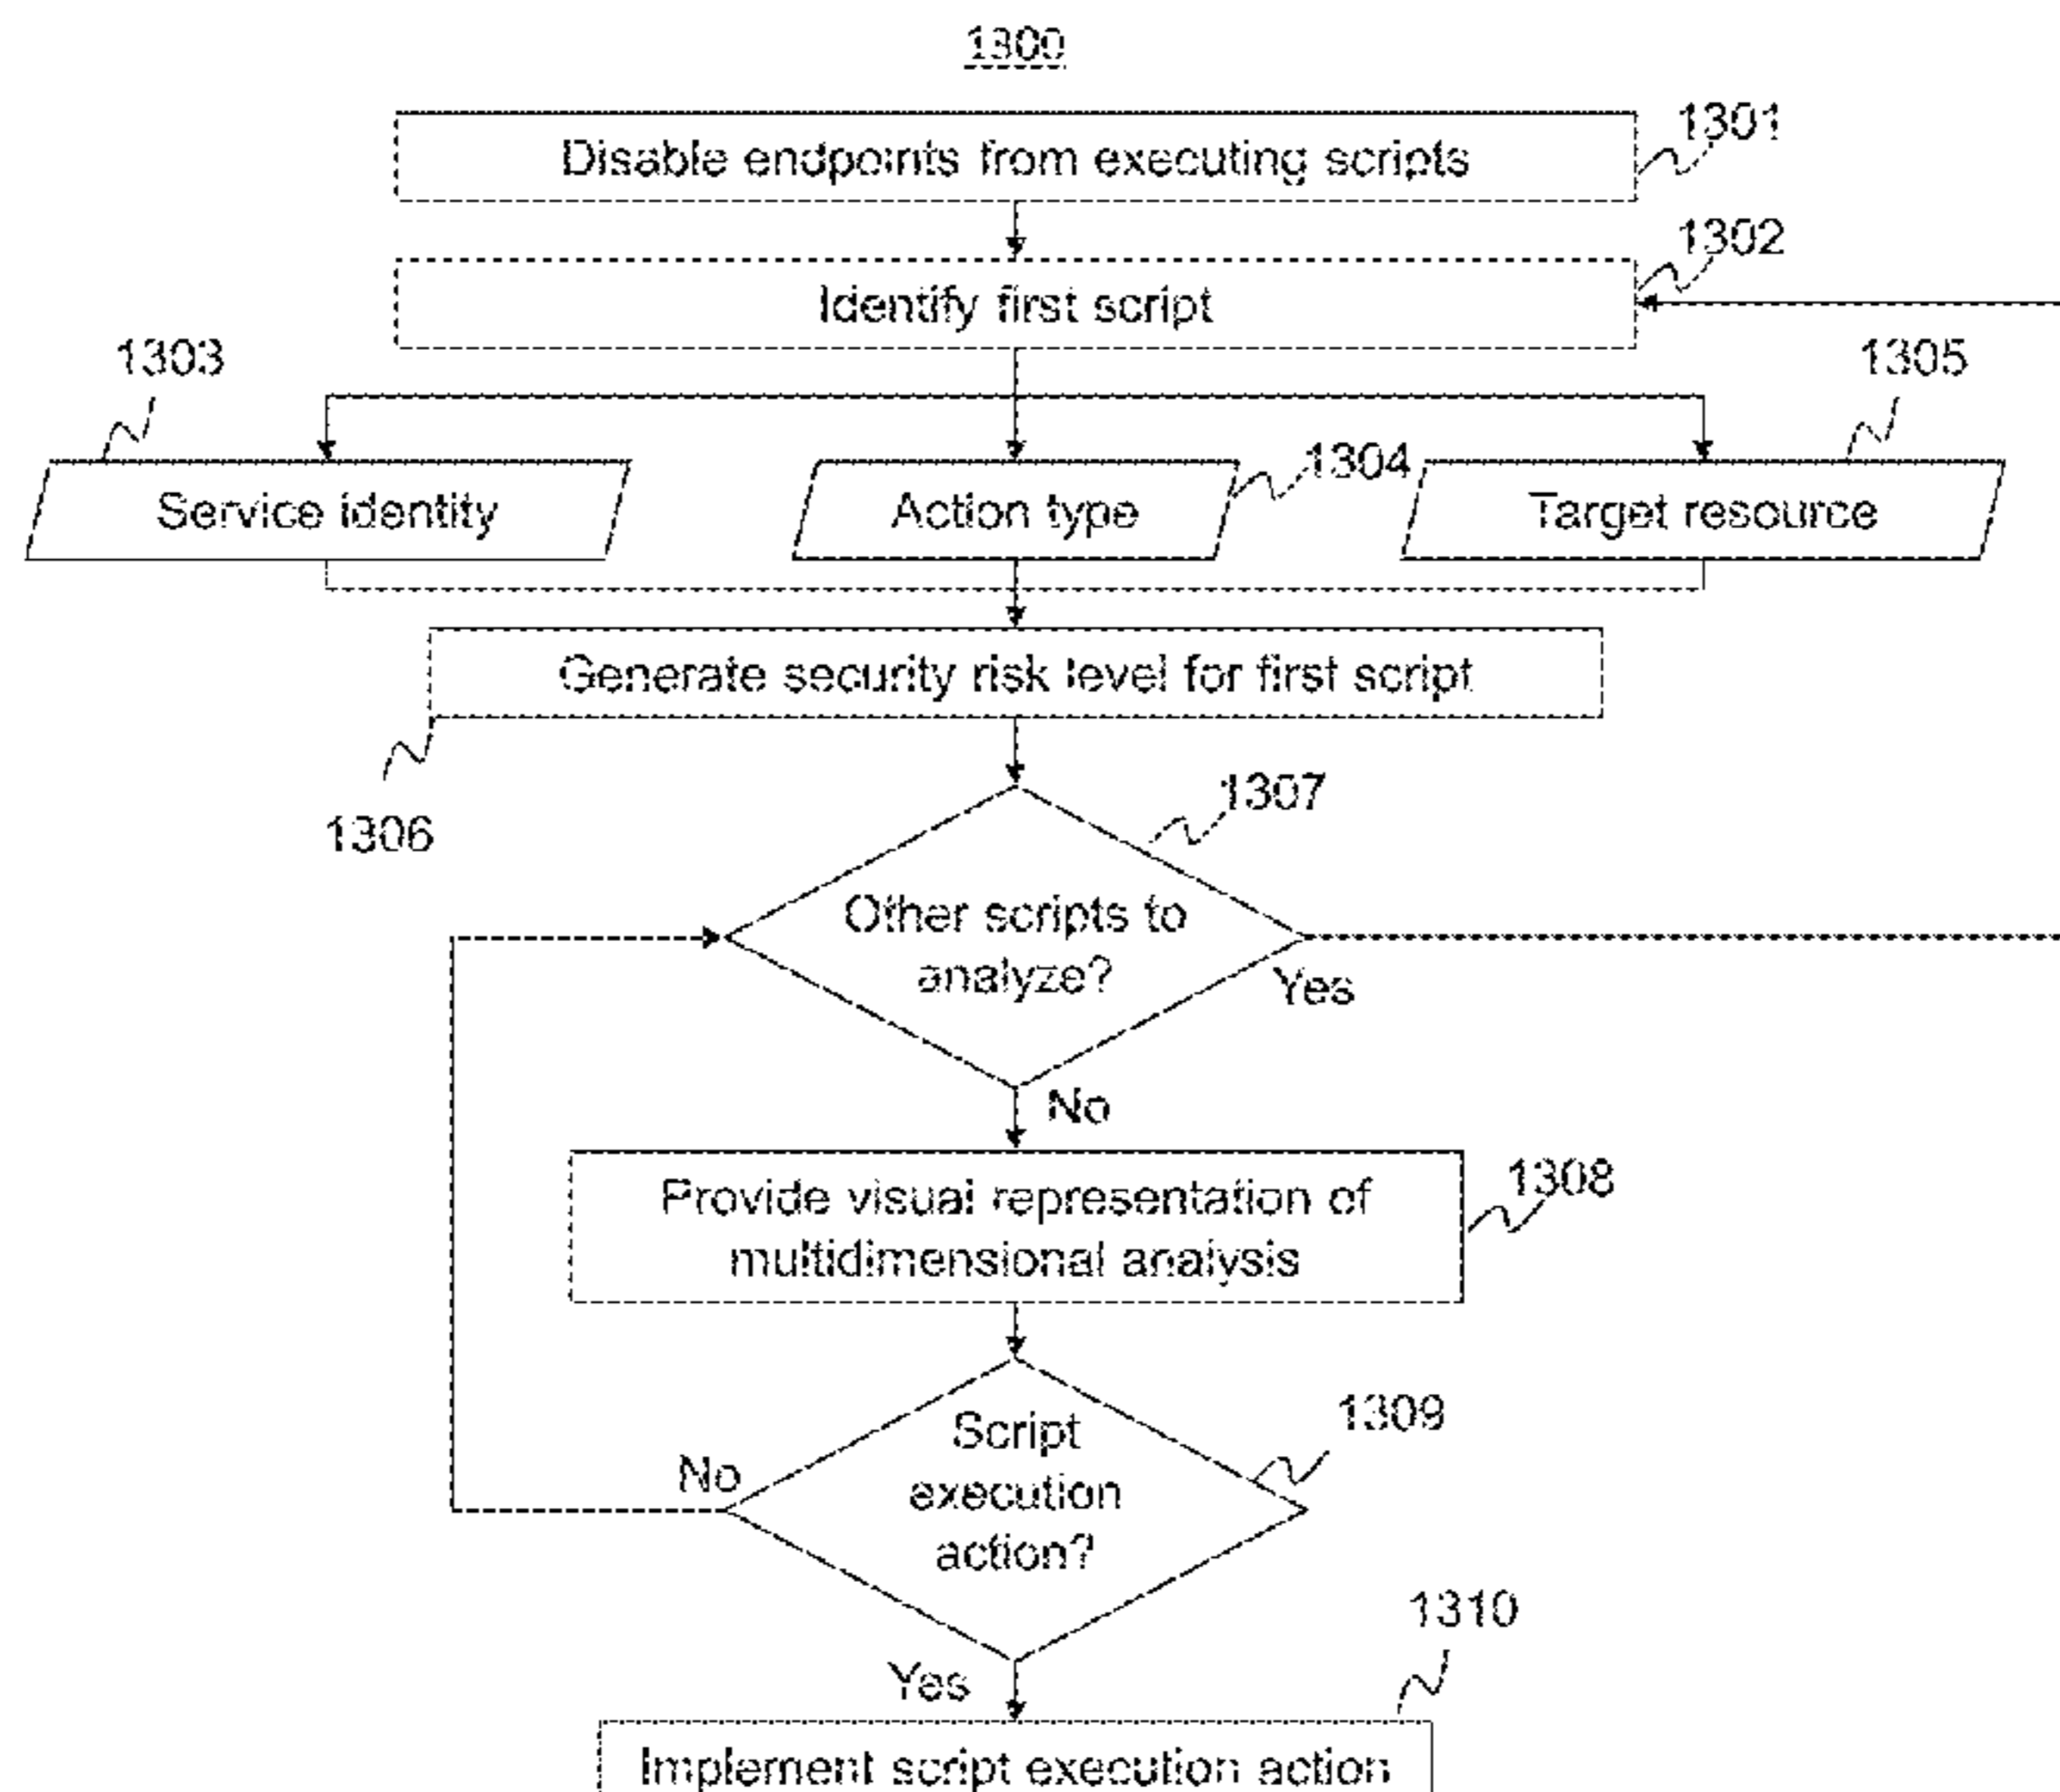 1300
Disable endpoints from executing scripts
1301
Identify first script
1302
1303
1304
1305
Service identity
Action type
Target resource
Generate security risk level for first script
1306
1307
Other scripts to
analyze?
Yes
No
Provide visual representation of
multidimensional analysis
1308
Script
execution
action?
1309
No
Yes
1310
Implement script execution action